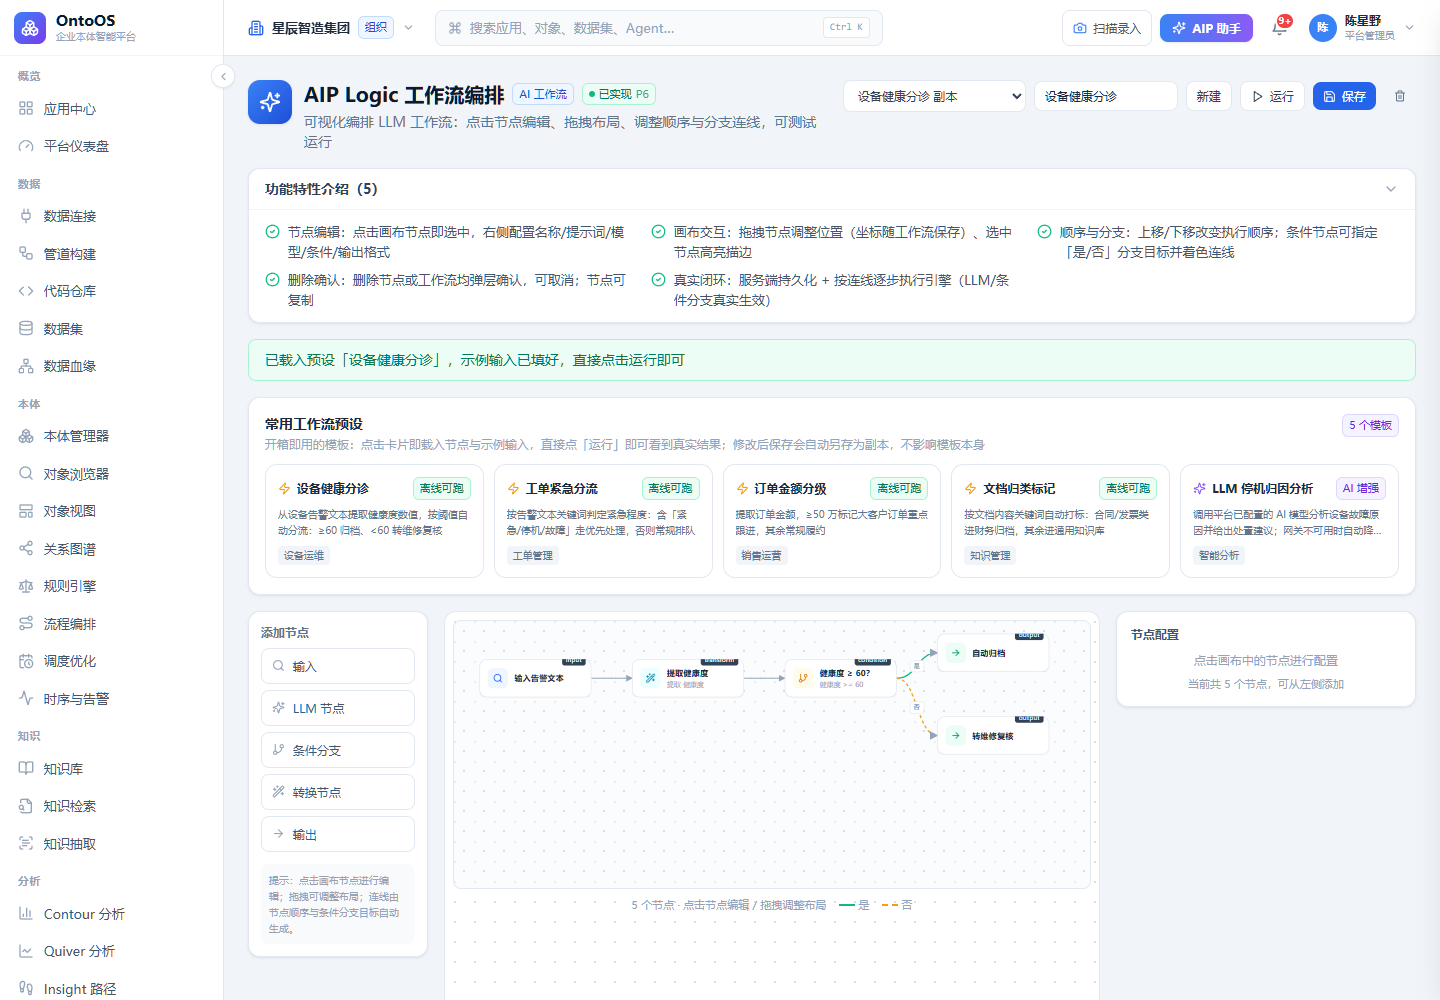 OntoOS
企业本体智能平台
概览
应用中心
平台仪表盘
数据
数据连接
管道构建
代码仓库
数据集
数据血缘
本体
本体管理器
对象浏览器
对象视图
关系图谱
规则引擎
流程编排
调度优化
时序与告警
知识
知识库
知识检索
知识抽取
分析
Contour 分析
Quiver 分析
Insight 路径
星辰智造集团 组织
搜索应用、对象、数据集、Agent... Ctrl K
扫描录入
AIP 助手
9+
陈
陈星野
平台管理员
AIP Logic 工作流编排 AI 工作流 已实现 P6
可视化编排 LLM 工作流：点击节点编辑、拖拽布局、调整顺序与分支连线，可测试
运行
设备健康分诊 副本
设备健康分诊
新建
运行
保存
功能特性介绍（5）
节点编辑：点击画布节点即选中，右侧配置名称/提示词/模
型/条件/输出格式
画布交互：拖拽节点调整位置（坐标随工作流保存）、选中
节点高亮描边
顺序与分支：上移/下移改变执行顺序；条件节点可指定
「是/否」分支目标并着色连线
删除确认：删除节点或工作流均弹层确认，可取消；节点可
复制
真实闭环：服务端持久化 + 按连线逐步执行引擎（LLM/条
件分支真实生效）
已载入预设「设备健康分诊」，示例输入已填好，直接点击运行即可
常用工作流预设
开箱即用的模板：点击卡片即载入节点与示例输入，直接点「运行」即可看到真实结果；修改后保存会自动另存为副本，不影响模板本身
5 个模板
设备健康分诊 离线可跑
从设备告警文本提取健康度数值，按阈值自
动分流：≥60 归档、<60 转维修复核
设备运维
工单紧急分流 离线可跑
按告警文本关键词判定紧急程度：含「紧
急/停机/故障」走优先处理，否则常规排队
工单管理
订单金额分级 离线可跑
提取订单金额，≥50 万标记大客户订单重点
跟进，其余常规履约
销售运营
文档归类标记 离线可跑
按文档内容关键词自动打标：合同/发票类
进财务归档，其余进通用知识库
知识管理
LLM 停机归因分析 AI 增强
调用平台已配置的 AI 模型分析设备故障原
因并给出处置建议；网关不可用时自动降...
智能分析
添加节点
输入
LLM 节点
条件分支
转换节点
输出
提示：点击画布节点进行编
辑；拖拽可调整布局；连线由
节点顺序与条件分支目标自动
生成。
input
输入告警文本
transform
提取健康度
提取 健康度
condition
健康度 ≥ 60?
健康度 >= 60
是
否
output
自动归档
output
转维修复核
5 个节点 · 点击节点编辑 / 拖拽调整布局 是 否
节点配置
点击画布中的节点进行配置
当前共 5 个节点，可从左侧添加